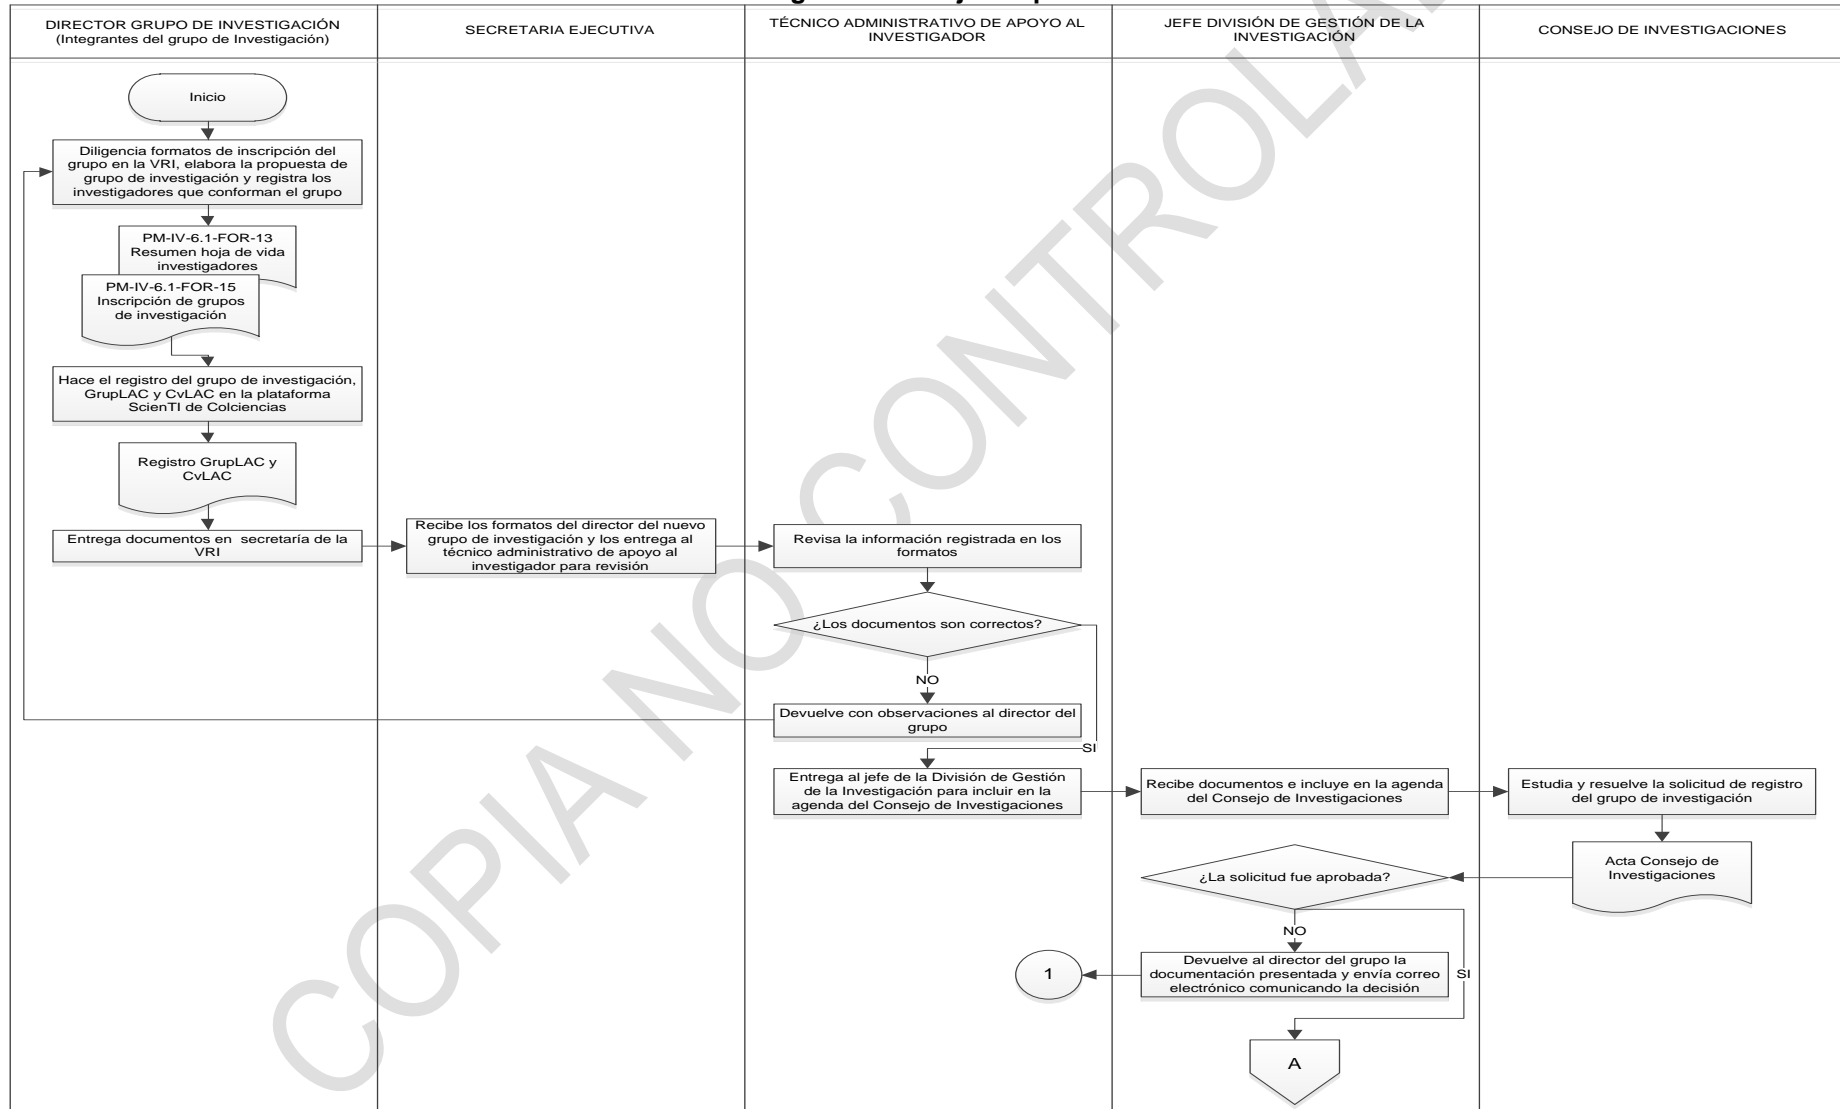 DIRECTOR GRUPO DE INVESTIGACIÓN
(Integrantes del grupo de Investigación)
SECRETARIA EJECUTIVA
TÉCNICO ADMINISTRATIVO DE APOYO AL
INVESTIGADOR
JEFE DIVISIÓN DE GESTIÓN DE LA
INVESTIGACIÓN
CONSEJO DE INVESTIGACIONES
Inicio
Diligencia formatos de inscripción del
grupo en la VRI, elabora la propuesta de
grupo de investigación y registra los
investigadores que conforman el grupo
PM-IV-6.1-FOR-13
Resumen hoja de vida
investigadores
PM-IV-6.1-FOR-15
Inscripción de grupos
de investigación
Hace el registro del grupo de investigación,
GrupLAC y CvLAC en la plataforma
ScienTI de Colciencias
Registro GrupLAC y
CvLAC
Entrega documentos en secretaría de la
VRI
Recibe los formatos del director del nuevo
grupo de investigación y los entrega al
técnico administrativo de apoyo al
investigador para revisión
Revisa la información registrada en los
formatos
¿Los documentos son correctos?
NO
Devuelve con observaciones al director del
grupo
SI
Entrega al jefe de la División de Gestión
de la Investigación para incluir en la
agenda del Consejo de Investigaciones
Recibe documentos e incluye en la agenda
del Consejo de Investigaciones
Estudia y resuelve la solicitud de registro
del grupo de investigación
Acta Consejo de
Investigaciones
¿La solicitud fue aprobada?
NO
Devuelve al director del grupo la
documentación presentada y envía correo
electrónico comunicando la decisión
SI
1
A
COPIA NO CONTROLA